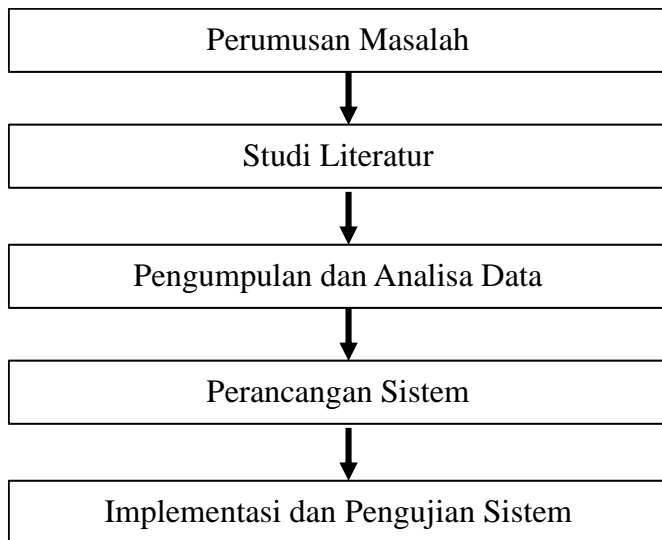 Perumusan Masalah
Studi Literatur
Pengumpulan dan Analisa Data
Perancangan Sistem
Implementasi dan Pengujian Sistem